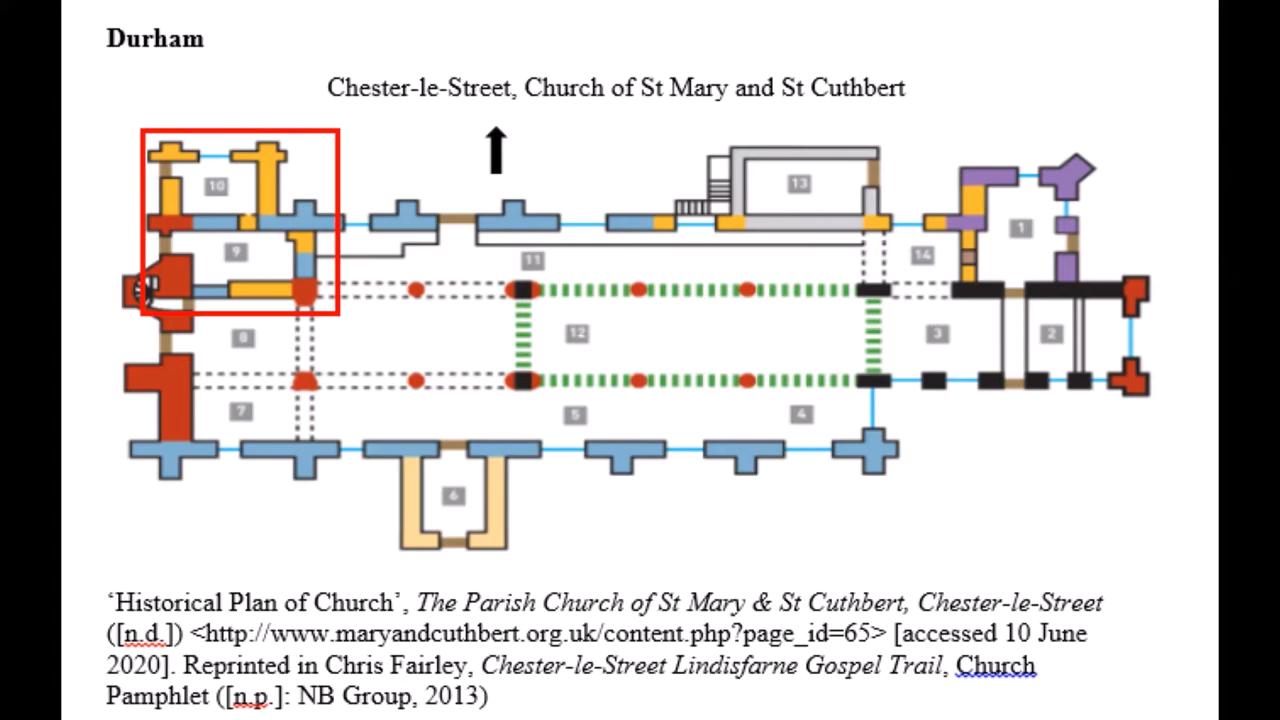 Durham
Chester-le-Street, Church of St Mary and St Cuthbert
10
13
1
9
11
14
12
8
3
2
7
5
4
6
‘Historical Plan of Church’, The Parish Church of St Mary & St Cuthbert, Chester-le-Street
([n.d.]) <http://www.maryandcuthbert.org.uk/content.php?page_id=65> [accessed 10 June
2020]. Reprinted in Chris Fairley, Chester-le-Street Lindisfarne Gospel Trail, Church
Pamphlet ([n.p.]: NB Group, 2013)